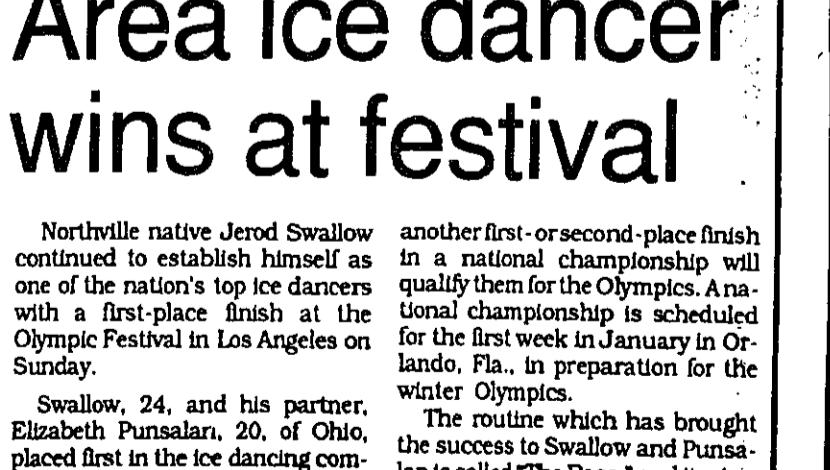 Area ice dancer
wins at festival
Northville native Jerod Swallow
continued to establish himself as
one of the nation's top ice dancers
with a first-place finish at the
Olympic Festival in Los Angeles on
Sunday.
Swallow, 24, and his partner,
Elizabeth Punsalan, 20, of Ohio,
placed first in the ice dancing com-
another first- or second-place finish
in a national championship will
qualify them for the Olympics. A na-
tional championship is scheduled
for the first week in January in Or-
lando, Fla., in preparation for the
winter Olympics.
The routine which has brought
the success to Swallow and Punsa-
lan is called "The